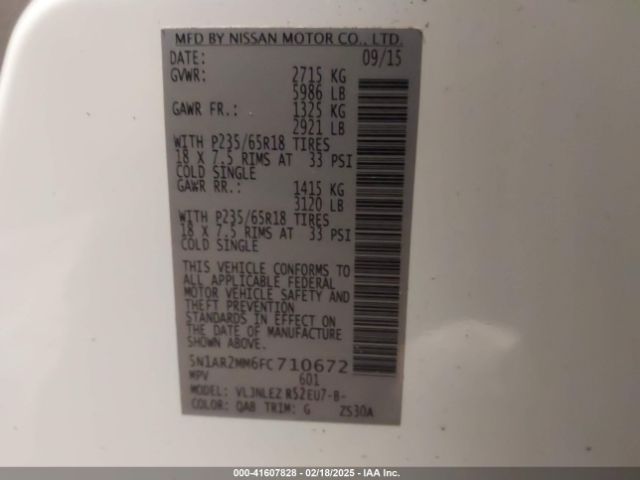 MFD BY NISSAN MOTOR CO., LTD.
DATE: 09/15
GVWR: 2715 KG
5986 LB
GAWR FR.: 1325 KG
2921 LB
WITH P235/65R18 TIRES
18 X 7.5 RIMS AT 33 PSI
COLD SINGLE
GAWR RR.: 1415 KG
3120 LB
WITH P235/65R18 TIRES
18 X 7.5 RIMS AT 33 PSI
COLD SINGLE
THIS VEHICLE CONFORMS TO
ALL APPLICABLE FEDERAL
MOTOR VEHICLE SAFETY AND
THEFT PREVENTION
STANDARDS IN EFFECT ON
THE DATE OF MANUFACTURE
SHOWN ABOVE.
5N1AR2MM6FC710672
MPV 601
MODEL: VLJNLEZ R52EU7-B-
COLOR: QAB TRIM: G ZS30A
000-41607828 - 02/18/2025 - IAA Inc.